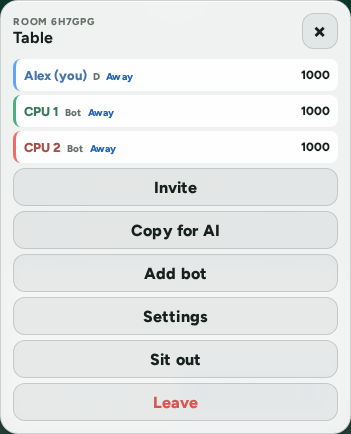 ROOM 6H7GPG
Table
×
Alex (you) D Away 1000
CPU 1 Bot Away 1000
CPU 2 Bot Away 1000
Invite
Copy for AI
Add bot
Settings
Sit out
Leave